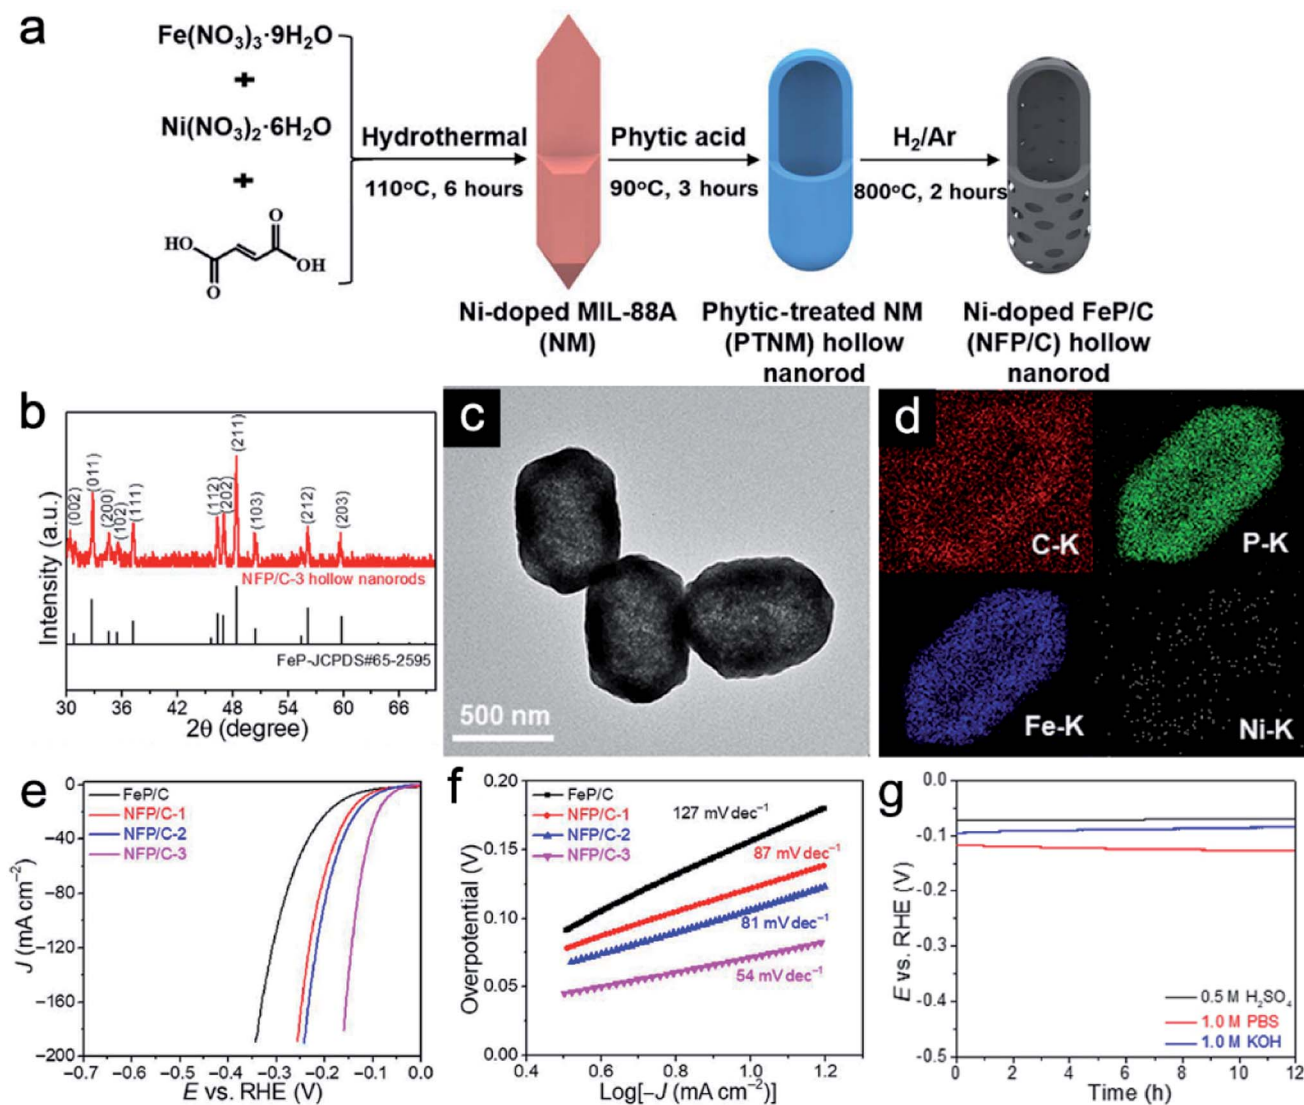 a
Fe(NO₃)₃·9H₂O
+
Ni(NO₃)₂·6H₂O
+
HO
O
O
OH
Hydrothermal
110°C, 6 hours
Phytic acid
90°C, 3 hours
H₂/Ar
800°C, 2 hours
Ni-doped MIL-88A
(NM)
Phytic-treated NM
(PTNM) hollow
nanorod
Ni-doped FeP/C
(NFP/C) hollow
nanorod
b
Intensity (a.u.)
(002)
(011)
(200)
(102)
(111)
(112)
(202)
(211)
(103)
(212)
(203)
NFP/C-3 hollow nanorods
FeP-JCPDS#65-2595
30 36 42 48 54 60 66
2θ (degree)
c
500 nm
d
C-K
P-K
Fe-K
Ni-K
e
FeP/C
NFP/C-1
NFP/C-2
NFP/C-3
J (mA cm⁻²)
0
−40
−80
−120
−160
−200
−0.7 −0.6 −0.5 −0.4 −0.3 −0.2 −0.1 0.0
E vs. RHE (V)
f
FeP/C
NFP/C-1
NFP/C-2
NFP/C-3
127 mV dec⁻¹
87 mV dec⁻¹
81 mV dec⁻¹
54 mV dec⁻¹
Overpotential (V)
0.20
0.15
0.10
0.05
0.00
0.4 0.6 0.8 1.0 1.2
Log[−J (mA cm⁻²)]
g
E vs. RHE (V)
0.0
−0.1
−0.2
−0.3
−0.4
−0.5
0.5 M H₂SO₄
1.0 M PBS
1.0 M KOH
0 2 4 6 8 10 12
Time (h)